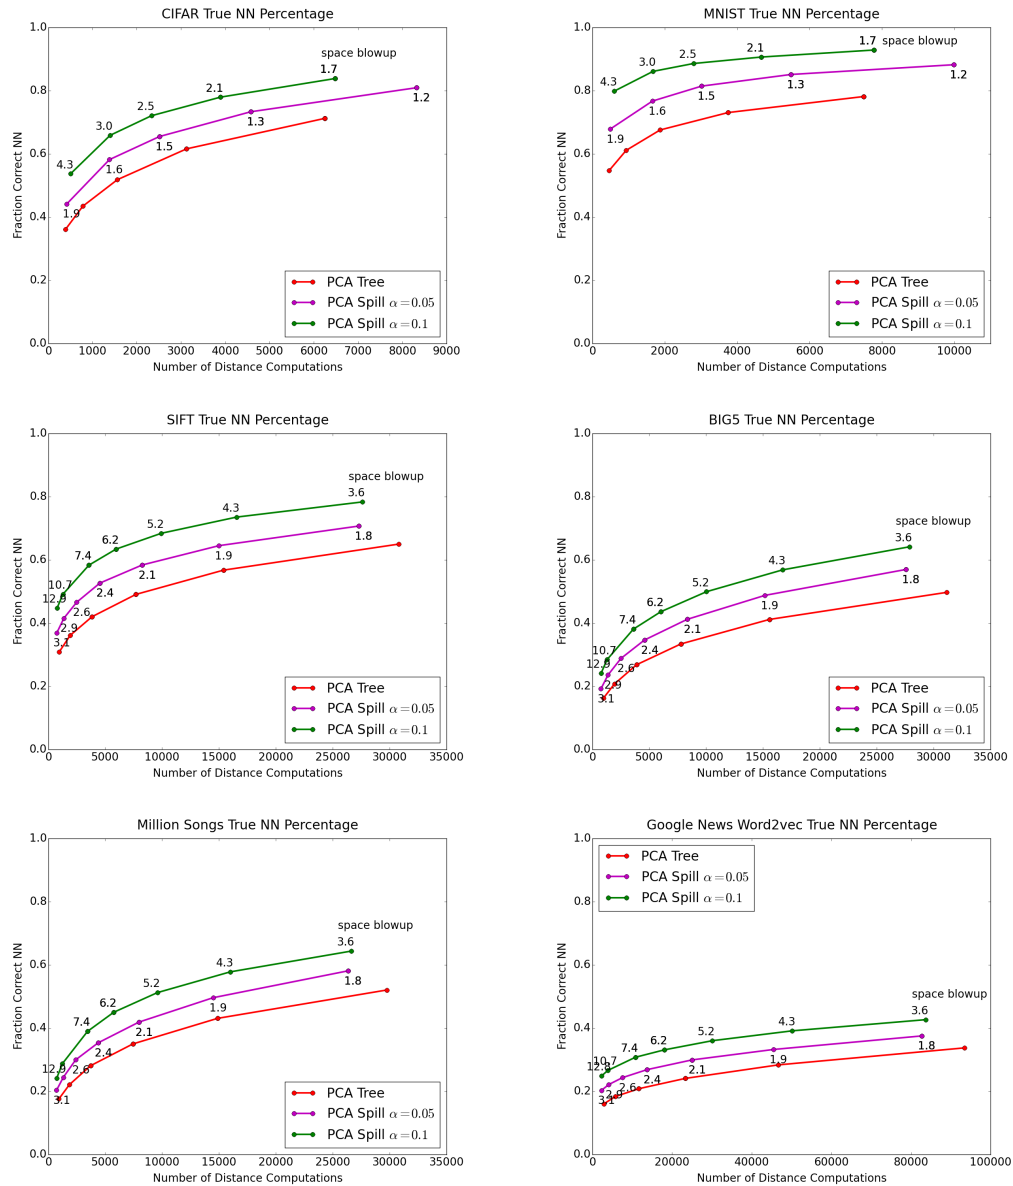 CIFAR True NN Percentage
1.0
0.8
0.6
0.4
0.2
0.0
Fraction Correct NN
space blowup
4.3
3.0
2.5
2.1
1.7
1.9
1.6
1.5
1.3
1.2
PCA Tree
PCA Spill α=0.05
PCA Spill α=0.1
0 1000 2000 3000 4000 5000 6000 7000 8000 9000
Number of Distance Computations
MNIST True NN Percentage
1.0
0.8
0.6
0.4
0.2
0.0
Fraction Correct NN
space blowup
4.3
3.0
2.5
2.1
1.7
1.9
1.6
1.5
1.3
1.2
PCA Tree
PCA Spill α=0.05
PCA Spill α=0.1
0 2000 4000 6000 8000 10000
Number of Distance Computations
SIFT True NN Percentage
1.0
0.8
0.6
0.4
0.2
0.0
Fraction Correct NN
space blowup
12.9
10.7
7.4
6.2
5.2
4.3
3.6
3.1
2.9
2.6
2.4
2.1
1.9
1.8
PCA Tree
PCA Spill α=0.05
PCA Spill α=0.1
0 5000 10000 15000 20000 25000 30000 35000
Number of Distance Computations
BIG5 True NN Percentage
1.0
0.8
0.6
0.4
0.2
0.0
Fraction Correct NN
space blowup
12.9
10.7
7.4
6.2
5.2
4.3
3.6
3.1
2.9
2.6
2.4
2.1
1.9
1.8
PCA Tree
PCA Spill α=0.05
PCA Spill α=0.1
0 5000 10000 15000 20000 25000 30000 35000
Number of Distance Computations
Million Songs True NN Percentage
1.0
0.8
0.6
0.4
0.2
0.0
Fraction Correct NN
space blowup
12.9
7.4
6.2
5.2
4.3
3.6
3.1
2.6
2.4
2.1
1.9
1.8
PCA Tree
PCA Spill α=0.05
PCA Spill α=0.1
0 5000 10000 15000 20000 25000 30000 35000
Number of Distance Computations
Google News Word2vec True NN Percentage
1.0
0.8
0.6
0.4
0.2
0.0
Fraction Correct NN
PCA Tree
PCA Spill α=0.05
PCA Spill α=0.1
space blowup
10.7
7.4
6.2
5.2
4.3
3.6
3.1
2.9
2.6
2.4
2.1
1.9
1.8
0 20000 40000 60000 80000 100000
Number of Distance Computations